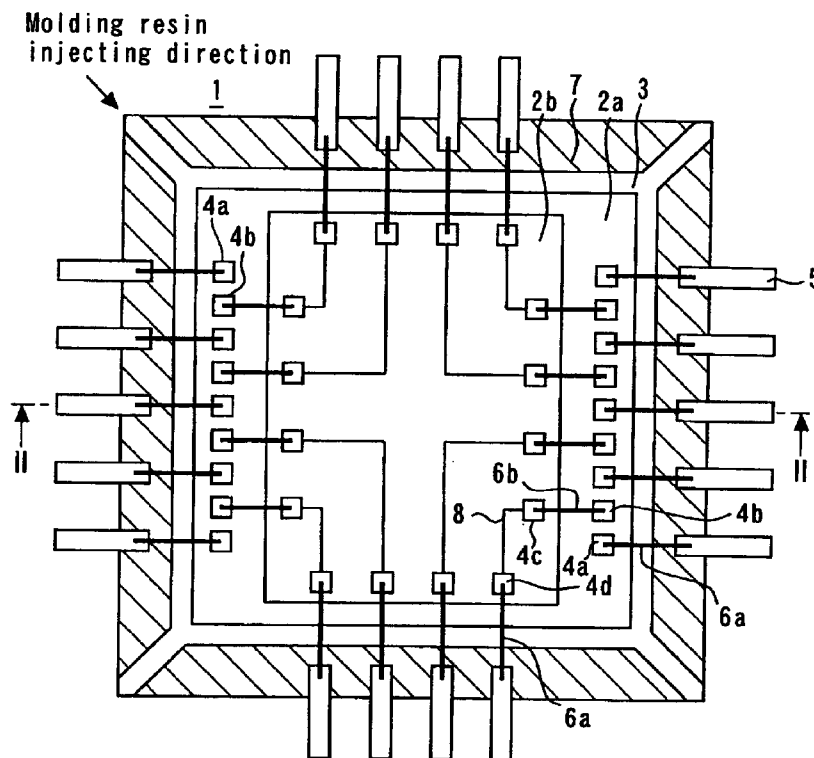 Molding resin
injecting direction
1
2b 7 2a 3
4a
4b
5
II II
6b
8
4c
4b
4a
4d
6a
6a